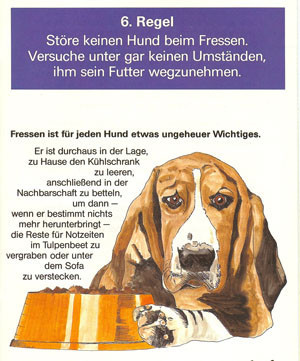 6. Regel
Störe keinen Hund beim Fressen.
Versuche unter gar keinen Umständen,
ihm sein Futter wegzunehmen.
Fressen ist für jeden Hund etwas ungeheuer Wichtiges.
Er ist durchaus in der Lage,
zu Hause den Kühlschrank
zu leeren,
anschließend in der
Nachbarschaft zu betteln,
um dann –
wenn er bestimmt nichts
mehr herunterbringt –
die Reste für Notzeiten
im Tulpenbeet zu
vergraben oder unter
dem Sofa
zu verstecken.